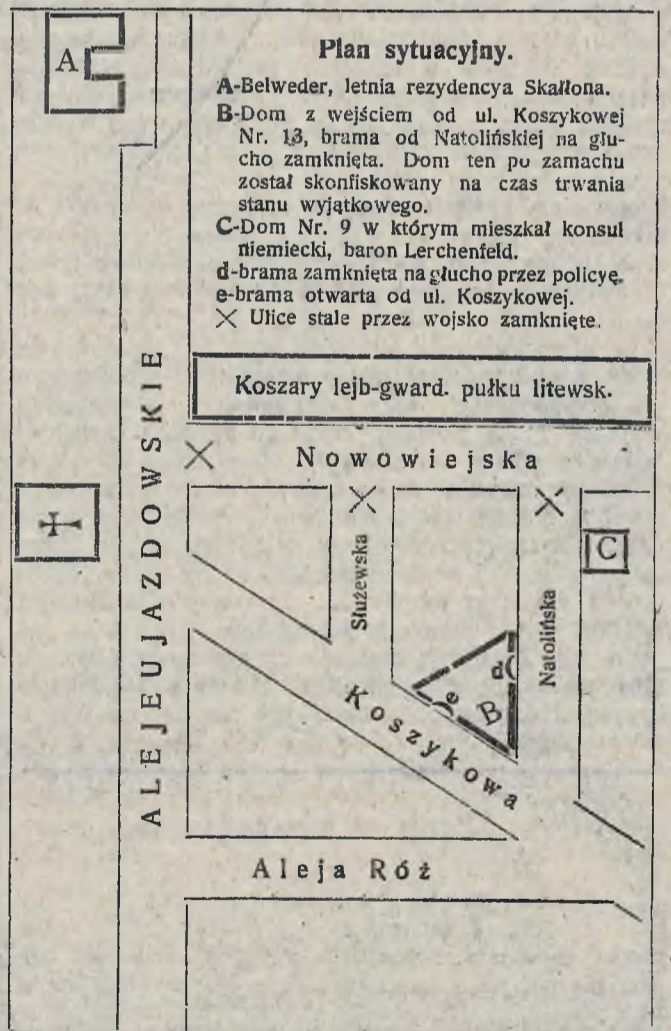 A
Plan sytuacyjny.
A-Belweder, letnia rezydencya Skałłona.
B-Dom z wejściem od ul. Koszykowej
Nr. 13, brama od Natolińskiej na głu-
cho zamknięta. Dom ten po zamachu
został skonfiskowany na czas trwania
stanu wyjątkowego.
C-Dom Nr. 9 w którym mieszkał konsul
niemiecki, baron Lerchenfeld.
d-brama zamknięta na głucho przez policyę.
e-brama otwarta od ul. Koszykowej.
X Ulice stale przez wojsko zamknięte.
Koszary lejb-gward. pułku litewsk.
ALEJE UJAZDOWSKIE
X Nowowiejska
X
X
Służewska
Natolińska
C
d
e
B
Koszykowa
Aleja Róż